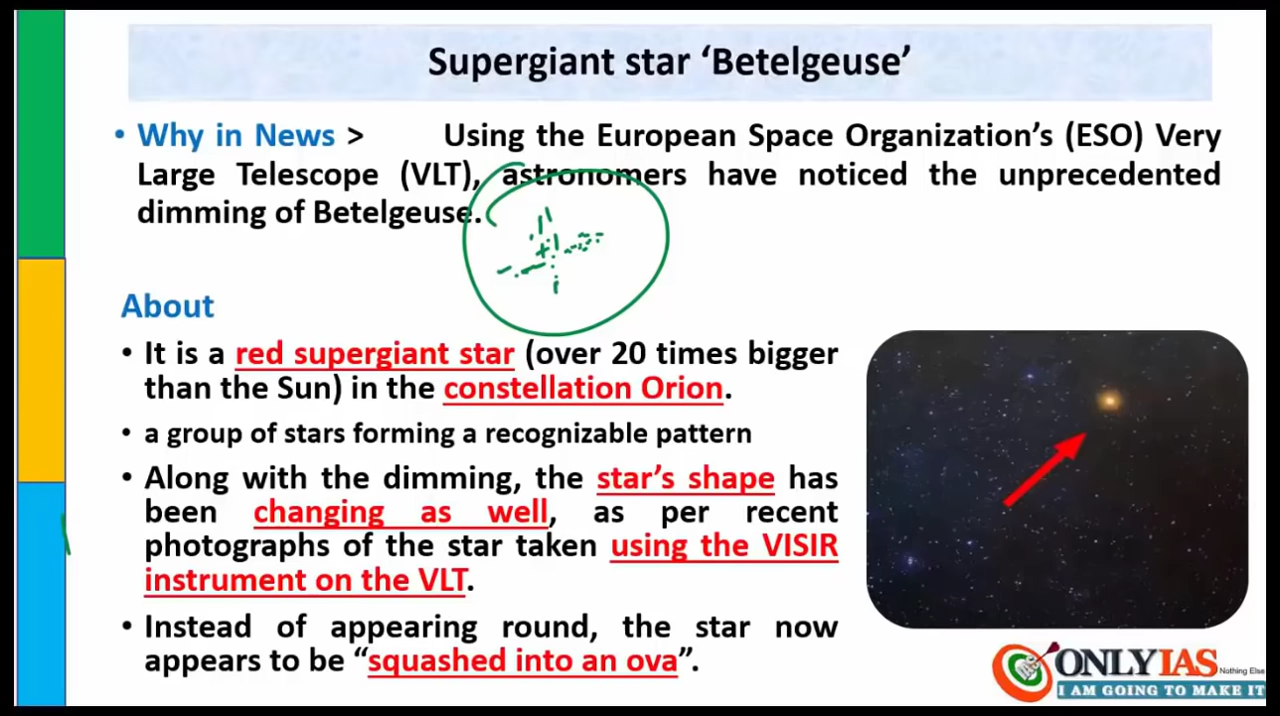 Supergiant star ‘Betelgeuse’
• Why in News > Using the European Space Organization’s (ESO) Very
Large Telescope (VLT), astronomers have noticed the unprecedented
dimming of Betelgeuse.
About
• It is a red supergiant star (over 20 times bigger
than the Sun) in the constellation Orion.
• a group of stars forming a recognizable pattern
• Along with the dimming, the star’s shape has
been changing as well, as per recent
photographs of the star taken using the VISIR
instrument on the VLT.
• Instead of appearing round, the star now
appears to be “squashed into an ova”.
ONLYIAS Nothing Else
I AM GOING TO MAKE IT